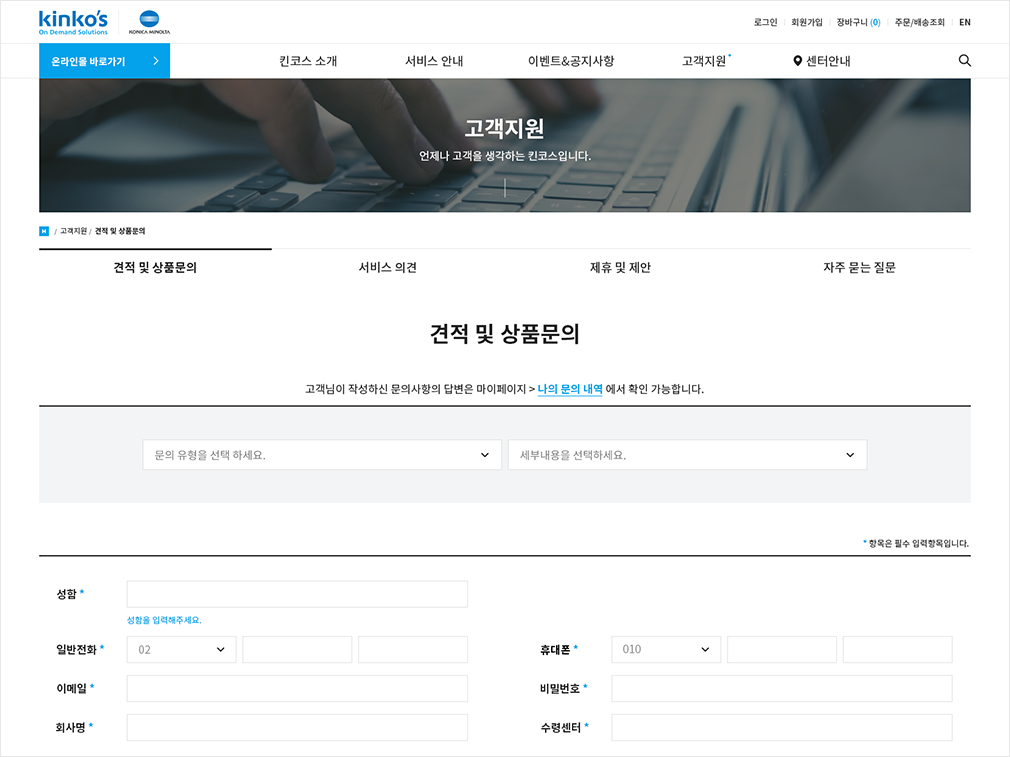 kinko's
On Demand Solutions
KONICA MINOLTA
로그인 회원가입 장바구니 (0) 주문/배송조회 EN
온라인몰 바로가기
킨코스 소개 서비스 안내 이벤트&공지사항 고객지원 센터안내
고객지원
언제나 고객을 생각하는 킨코스입니다.
/ 고객지원 / 견적 및 상품문의
견적 및 상품문의 서비스 의견 제휴 및 제안 자주 묻는 질문
견적 및 상품문의
고객님이 작성하신 문의사항의 답변은 마이페이지 > 나의 문의 내역 에서 확인 가능합니다.
문의 유형을 선택 하세요. 세부내용을 선택하세요.
* 항목은 필수 입력항목입니다.
성함 *
성함을 입력해주세요.
일반전화 * 02 휴대폰 * 010
이메일 * 비밀번호 *
회사명 * 수령센터 *